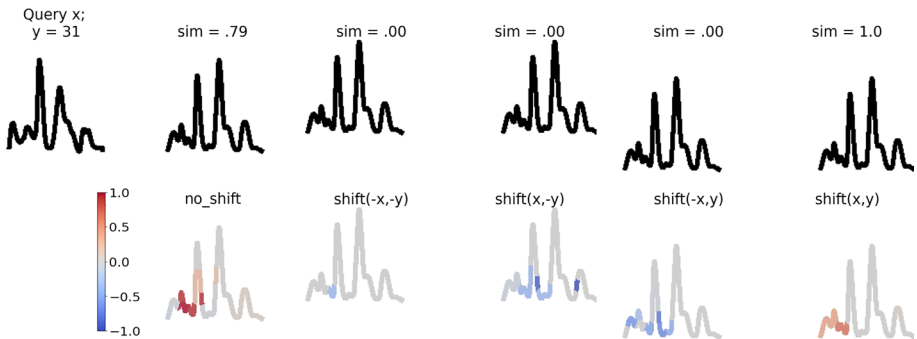 Query x;
y = 31
sim = .79
sim = .00
sim = .00
sim = .00
sim = 1.0
no_shift
shift(-x,-y)
shift(x,-y)
shift(-x,y)
shift(x,y)
1.0
0.5
0.0
−0.5
−1.0